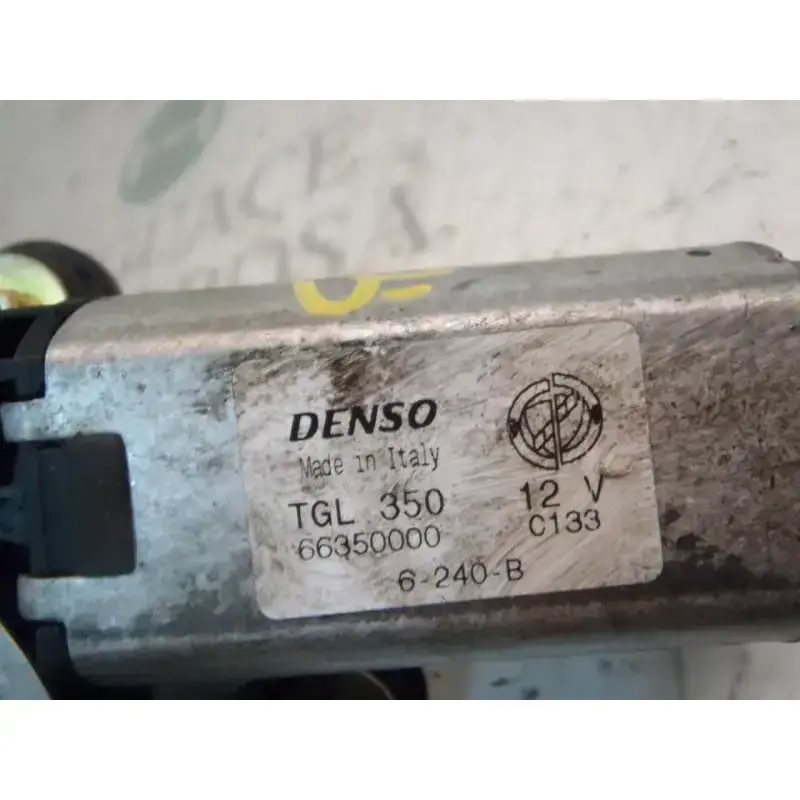 DENSO
Made in Italy
TGL 350
12 V
66350000
C133
6-240-B